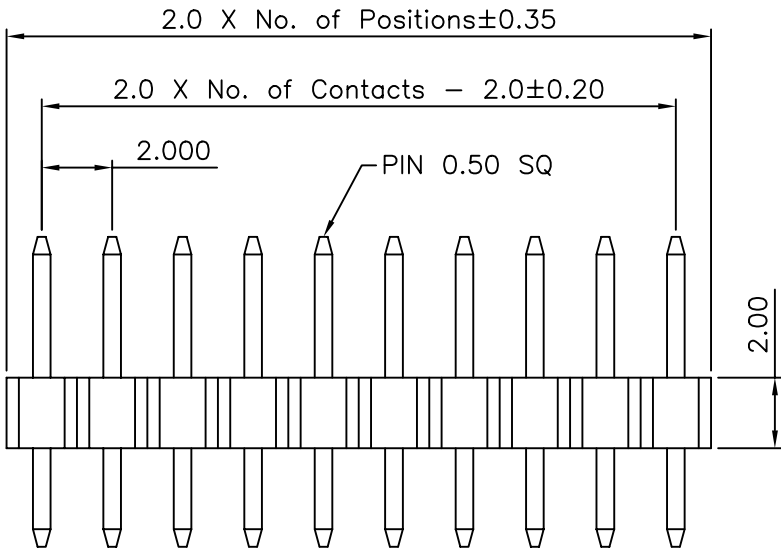 2.0 X No. of Positions±0.35
2.0 X No. of Contacts – 2.0±0.20
2.000
PIN 0.50 SQ
2.00